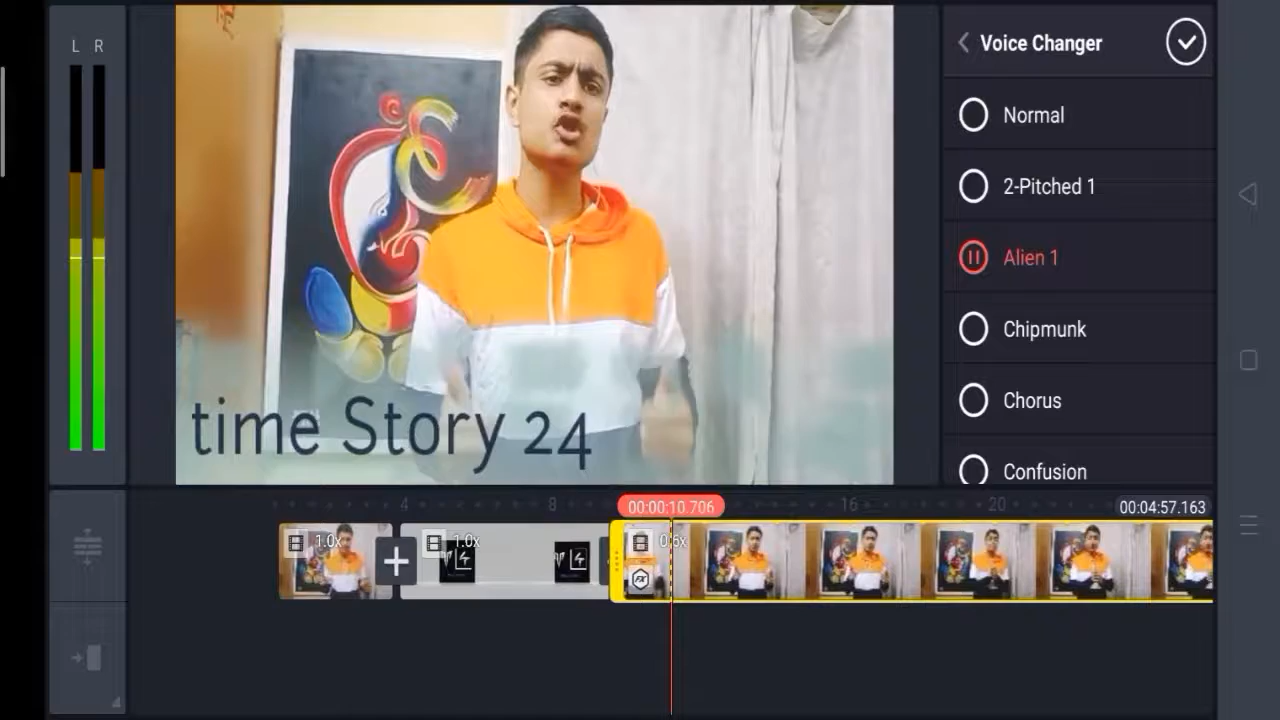 L R
Voice Changer
Normal
2-Pitched 1
Alien 1
Chipmunk
Chorus
Confusion
time Story 24
4
8
00:00:10.706
16
20
00:04:57.163
1.0x
1.0x
0.6x
FX